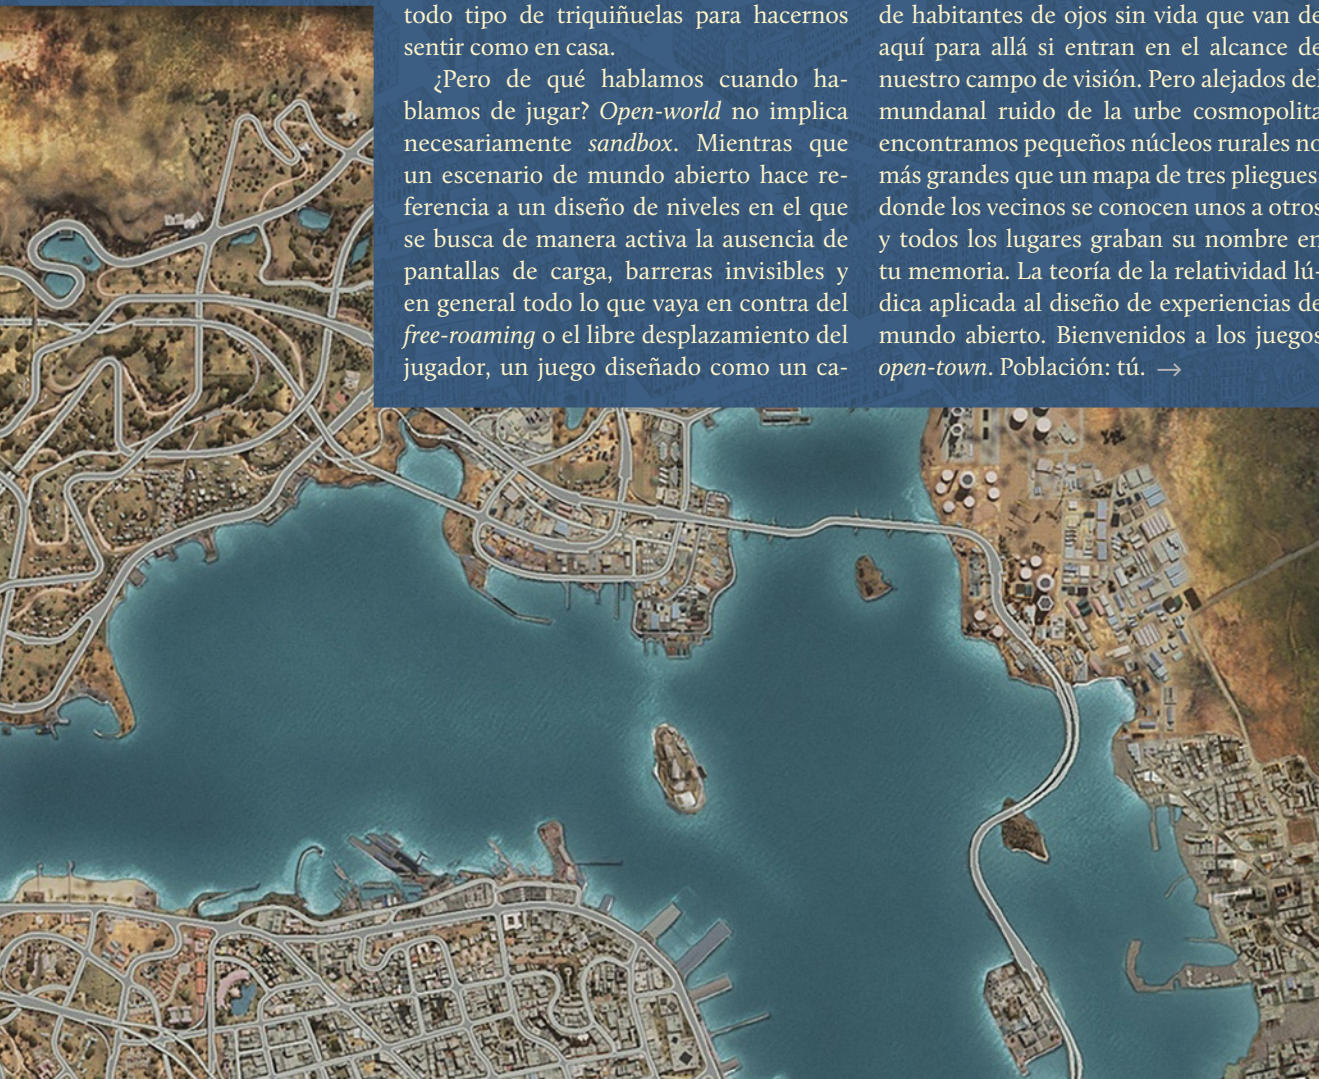 todo tipo de triquiñuelas para hacernos
sentir como en casa.
¿Pero de qué hablamos cuando ha-
blamos de jugar? Open-world no implica
necesariamente sandbox. Mientras que
un escenario de mundo abierto hace re-
ferencia a un diseño de niveles en el que
se busca de manera activa la ausencia de
pantallas de carga, barreras invisibles y
en general todo lo que vaya en contra del
free-roaming o el libre desplazamiento del
jugador, un juego diseñado como un ca-
de habitantes de ojos sin vida que van de
aquí para allá si entran en el alcance de
nuestro campo de visión. Pero alejados del
mundanal ruido de la urbe cosmopolita
encontramos pequeños núcleos rurales no
más grandes que un mapa de tres pliegues
donde los vecinos se conocen unos a otros
y todos los lugares graban su nombre en
tu memoria. La teoría de la relatividad lú-
dica aplicada al diseño de experiencias de
mundo abierto. Bienvenidos a los juegos
open-town. Población: tú. →